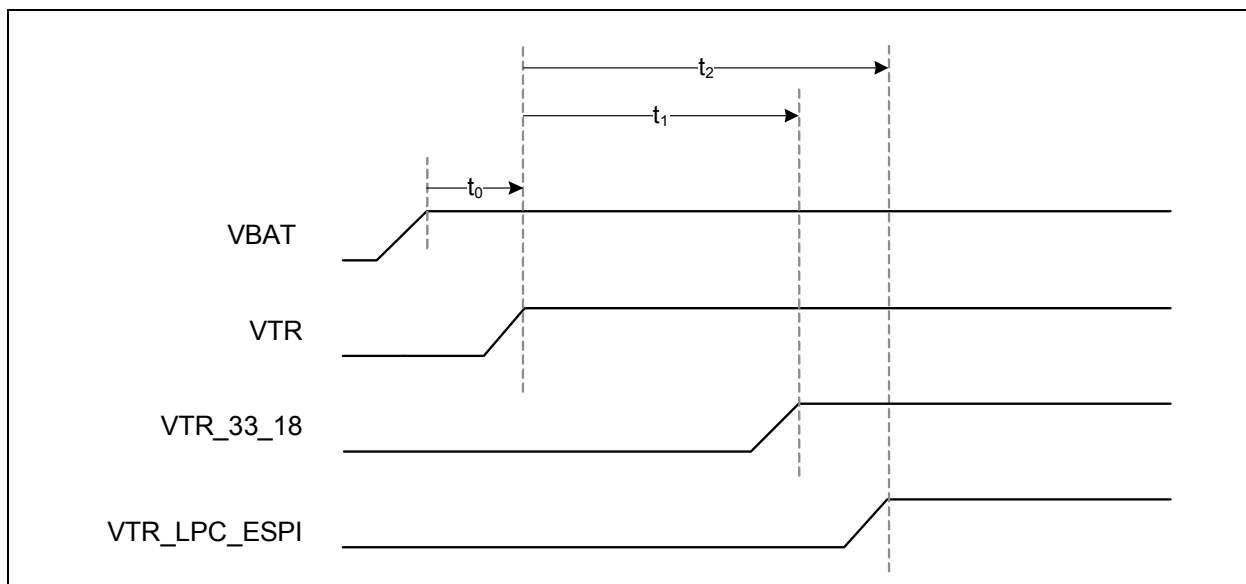 t₂
t₁
t₀
VBAT
VTR
VTR_33_18
VTR_LPC_ESPI